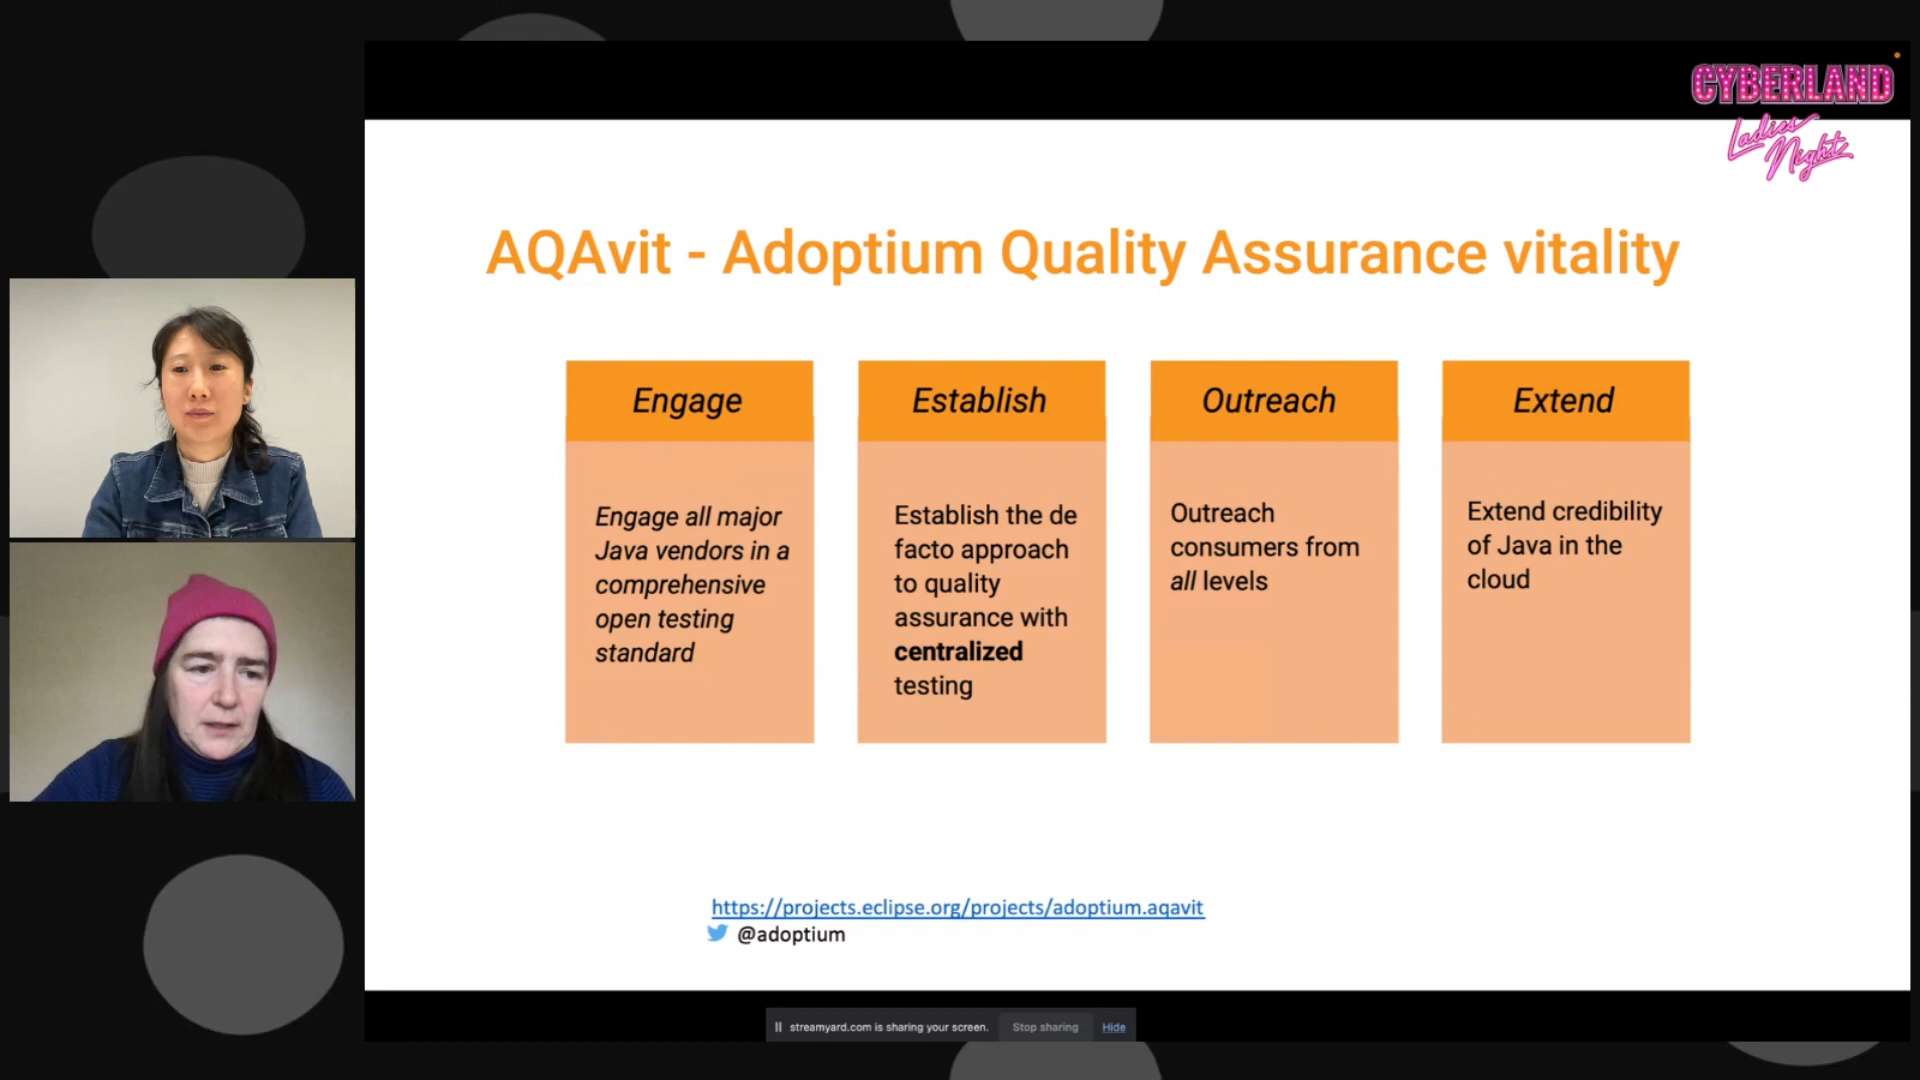 CYBERLAND
Ladies
Night
AQAvit - Adoptium Quality Assurance vitality
Engage
Engage all major
Java vendors in a
comprehensive
open testing
standard
Establish
Establish the de
facto approach
to quality
assurance with
centralized
testing
Outreach
Outreach
consumers from
all levels
Extend
Extend credibility
of Java in the
cloud
https://projects.eclipse.org/projects/adoptium.aqavit
@adoptium
streamyard.com is sharing your screen.
Stop sharing
Hide